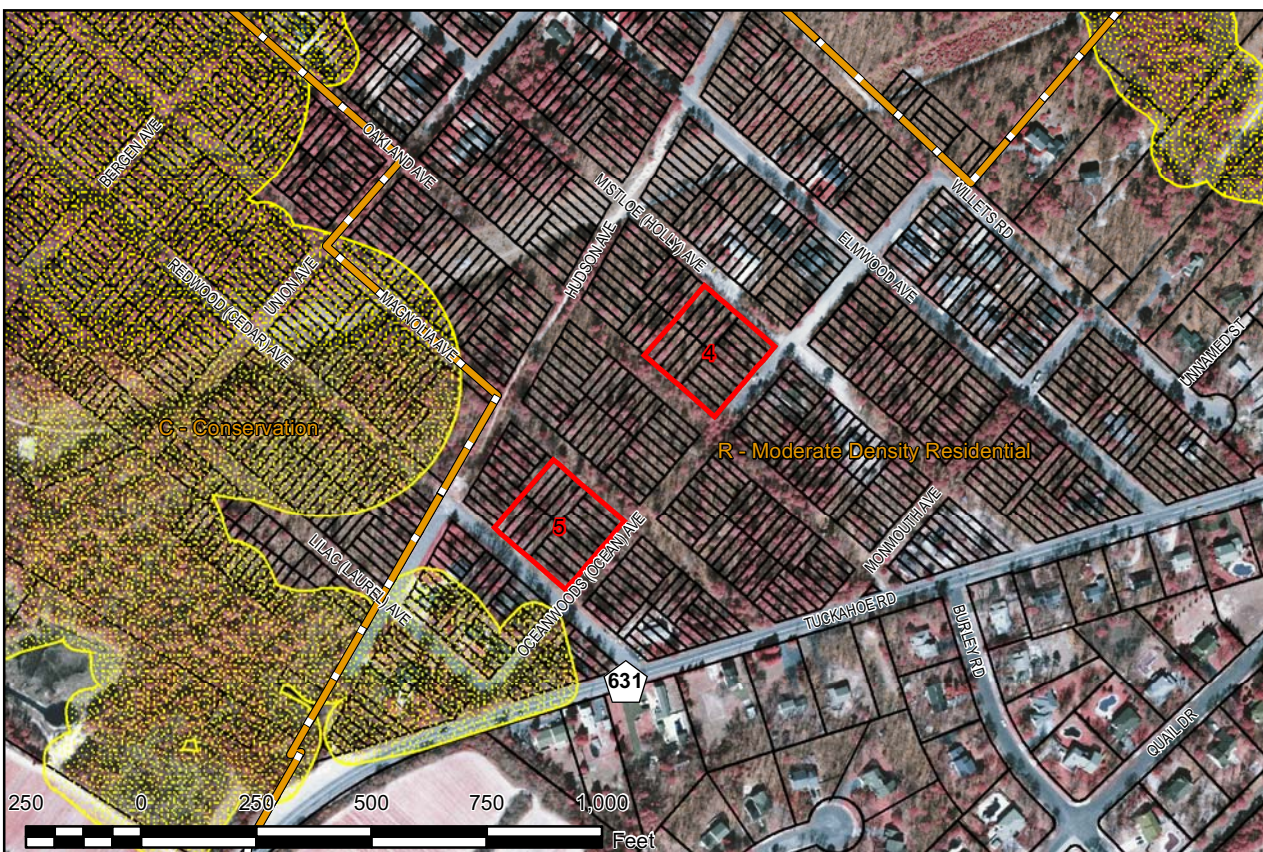 BERGEN AVE
OAKLAND AVE
MISTLOE (HOLLY) AVE
WILLETS RD
ELMWOOD AVE
HUDSON AVE
REDWOOD (CEDAR) AVE
UNION AVE
MAGNOLIA AVE
UNNAMED ST
4
C - Conservation
R - Moderate Density Residential
5
MONMOUTH AVE
LILAC (LAUREL) AVE
OCEANWOODS (OCEAN) AVE
TUCKAHOE RD
BURLEY RD
631
QUAIL DR
250 0 250 500 750 1,000
Feet